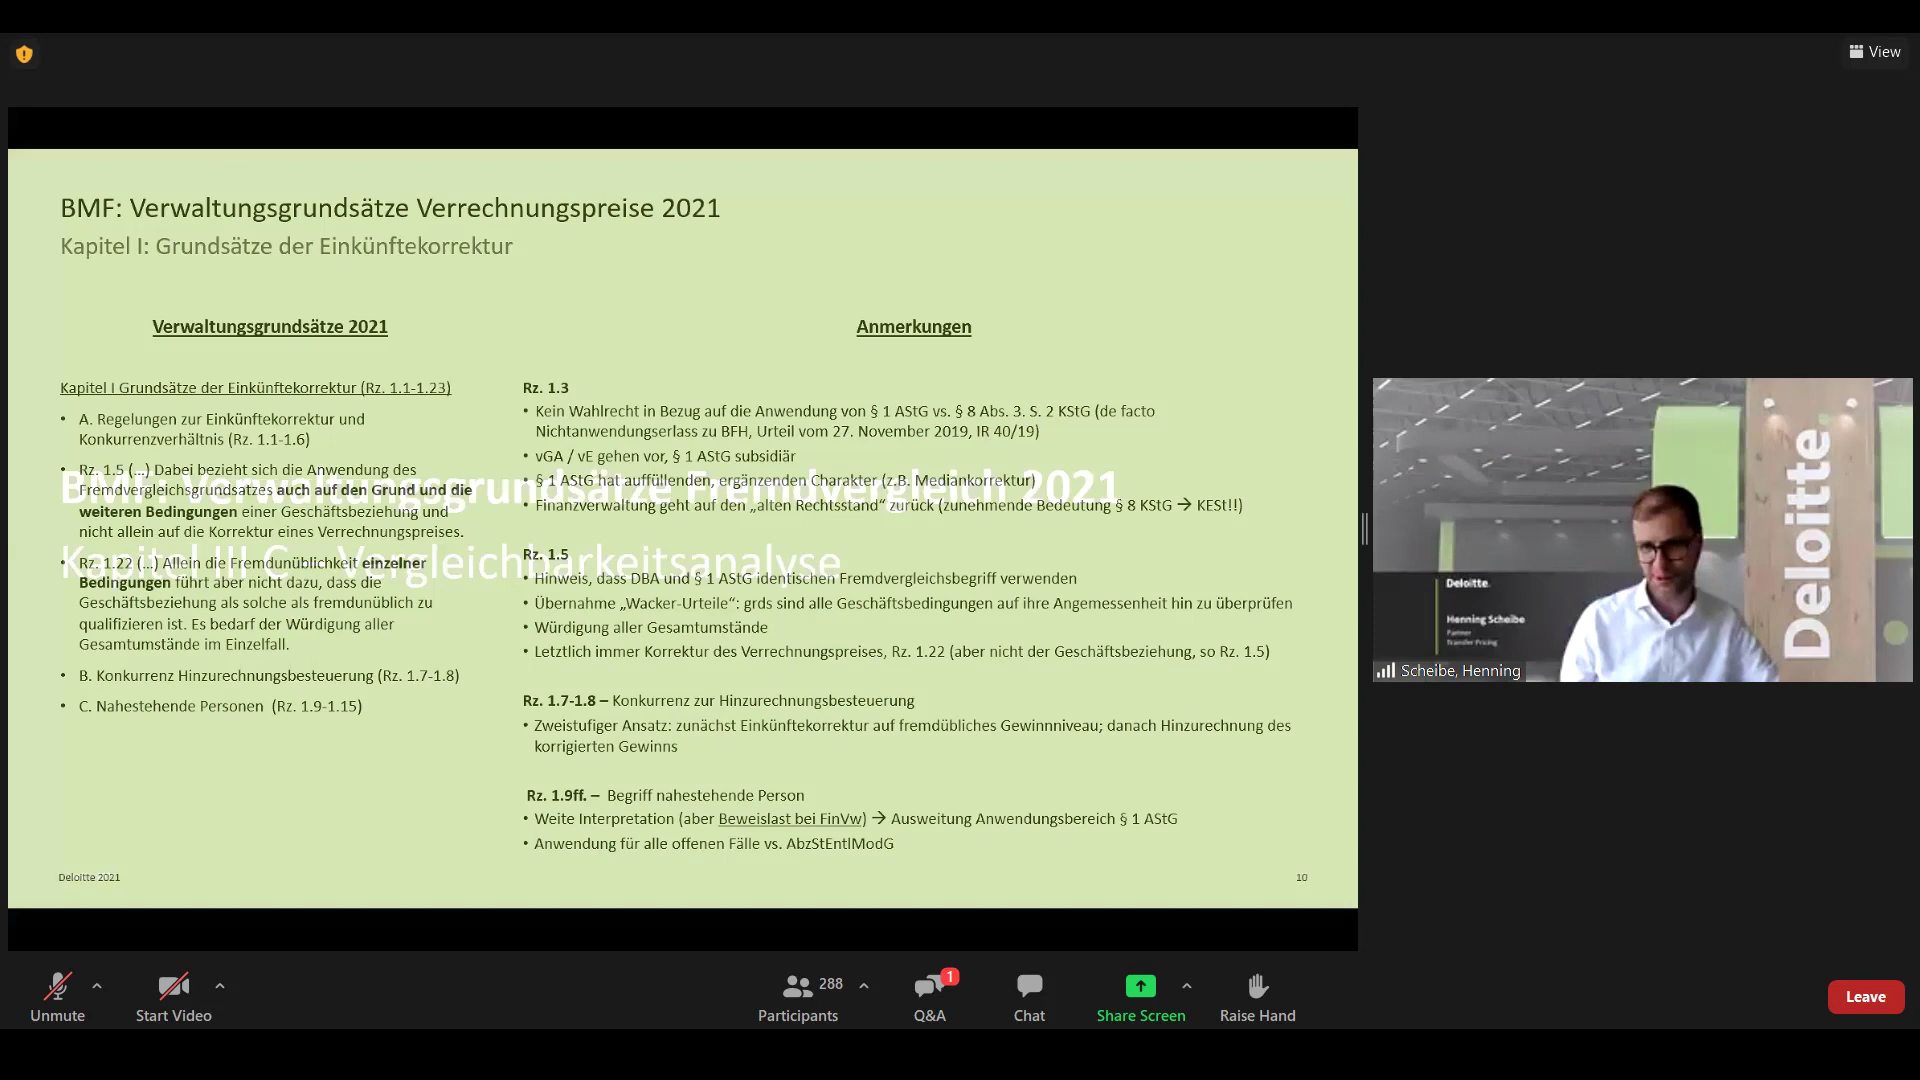 View
BMF: Verwaltungsgrundsätze Verrechnungspreise 2021
Kapitel I: Grundsätze der Einkünftekorrektur
Verwaltungsgrundsätze 2021
Kapitel I Grundsätze der Einkünftekorrektur (Rz. 1.1-1.23)
• A. Regelungen zur Einkünftekorrektur und
Konkurrenzverhältnis (Rz. 1.1-1.6)
• Rz. 1.5 (...) Dabei bezieht sich die Anwendung des
Fremdvergleichsgrundsatzes auch auf den Grund und die
weiteren Bedingungen einer Geschäftsbeziehung und
nicht allein auf die Korrektur eines Verrechnungspreises.
• Rz. 1.22 (...) Allein die Fremdunüblichkeit einzelner
Bedingungen führt aber nicht dazu, dass die
Geschäftsbeziehung als solche als fremdunüblich zu
qualifizieren ist. Es bedarf der Würdigung aller
Gesamtumstände im Einzelfall.
• B. Konkurrenz Hinzurechnungsbesteuerung (Rz. 1.7-1.8)
• C. Nahestehende Personen (Rz. 1.9-1.15)
Anmerkungen
Rz. 1.3
• Kein Wahlrecht in Bezug auf die Anwendung von § 1 AStG vs. § 8 Abs. 3. S. 2 KStG (de facto
Nichtanwendungserlass zu BFH, Urteil vom 27. November 2019, IR 40/19)
• vGA / vE gehen vor, § 1 AStG subsidiär
• § 1 AStG hat auffüllenden, ergänzenden Charakter (z.B. Mediankorrektur)
• Finanzverwaltung geht auf den „alten Rechtsstand“ zurück (zunehmende Bedeutung § 8 KStG → KESt!!)
Rz. 1.5
• Hinweis, dass DBA und § 1 AStG identischen Fremdvergleichsbegriff verwenden
• Übernahme „Wacker-Urteile“: grds sind alle Geschäftsbedingungen auf ihre Angemessenheit hin zu überprüfen
• Würdigung aller Gesamtumstände
• Letztlich immer Korrektur des Verrechnungspreises, Rz. 1.22 (aber nicht der Geschäftsbeziehung, so Rz. 1.5)
Rz. 1.7-1.8 – Konkurrenz zur Hinzurechnungsbesteuerung
• Zweistufiger Ansatz: zunächst Einkünftekorrektur auf fremdübliches Gewinnniveau; danach Hinzurechnung des
korrigierten Gewinns
Rz. 1.9ff. – Begriff nahestehende Person
• Weite Interpretation (aber Beweislast bei FinVw) → Ausweitung Anwendungsbereich § 1 AStG
• Anwendung für alle offenen Fälle vs. AbzStEntlModG
BMF: Verwaltungsgrundsätze Fremdvergleich 2021
Kapitel III C – Vergleichbarkeitsanalyse
Deloitte 2021
10
Deloitte.
Deloitte.
Henning Scheibe
Partner
Transfer Pricing
Scheibe, Henning
Unmute
Start Video
288
Participants
1
Q&A
Chat
Share Screen
Raise Hand
Leave